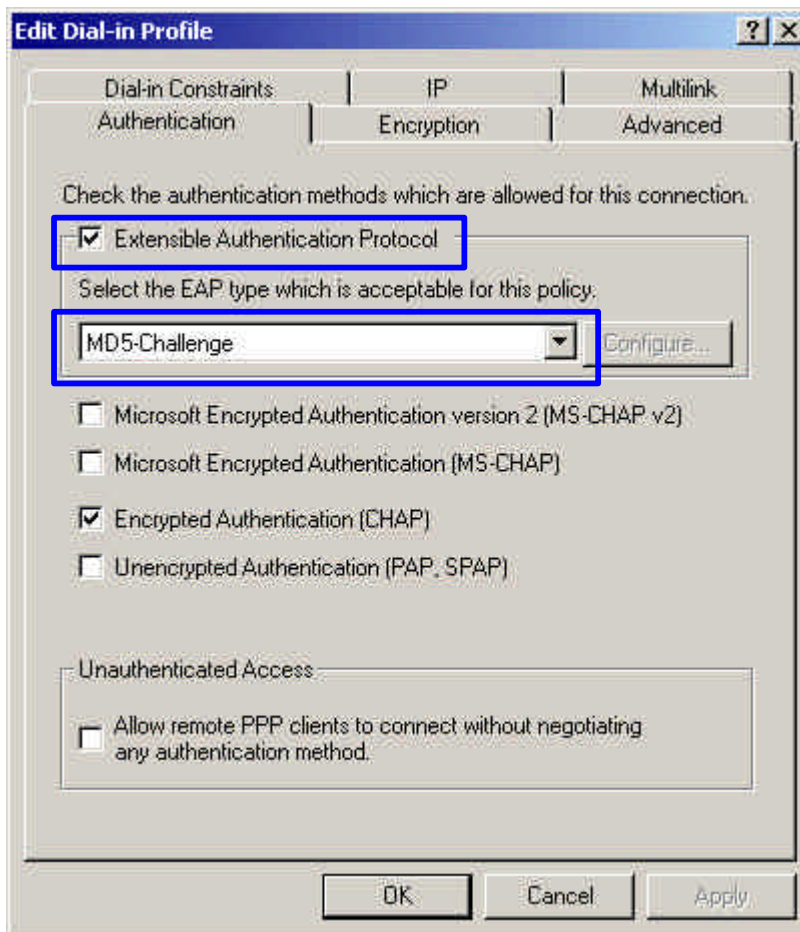 Edit Dial-in Profile
Dial-in Constraints
IP
Multilink
Authentication
Encryption
Advanced
Check the authentication methods which are allowed for this connection.
Extensible Authentication Protocol
Select the EAP type which is acceptable for this policy.
MD5-Challenge
Configure...
Microsoft Encrypted Authentication version 2 (MS-CHAP v2)
Microsoft Encrypted Authentication (MS-CHAP)
Encrypted Authentication (CHAP)
Unencrypted Authentication (PAP, SPAP)
Unauthenticated Access
Allow remote PPP clients to connect without negotiating
any authentication method.
OK
Cancel
Apply